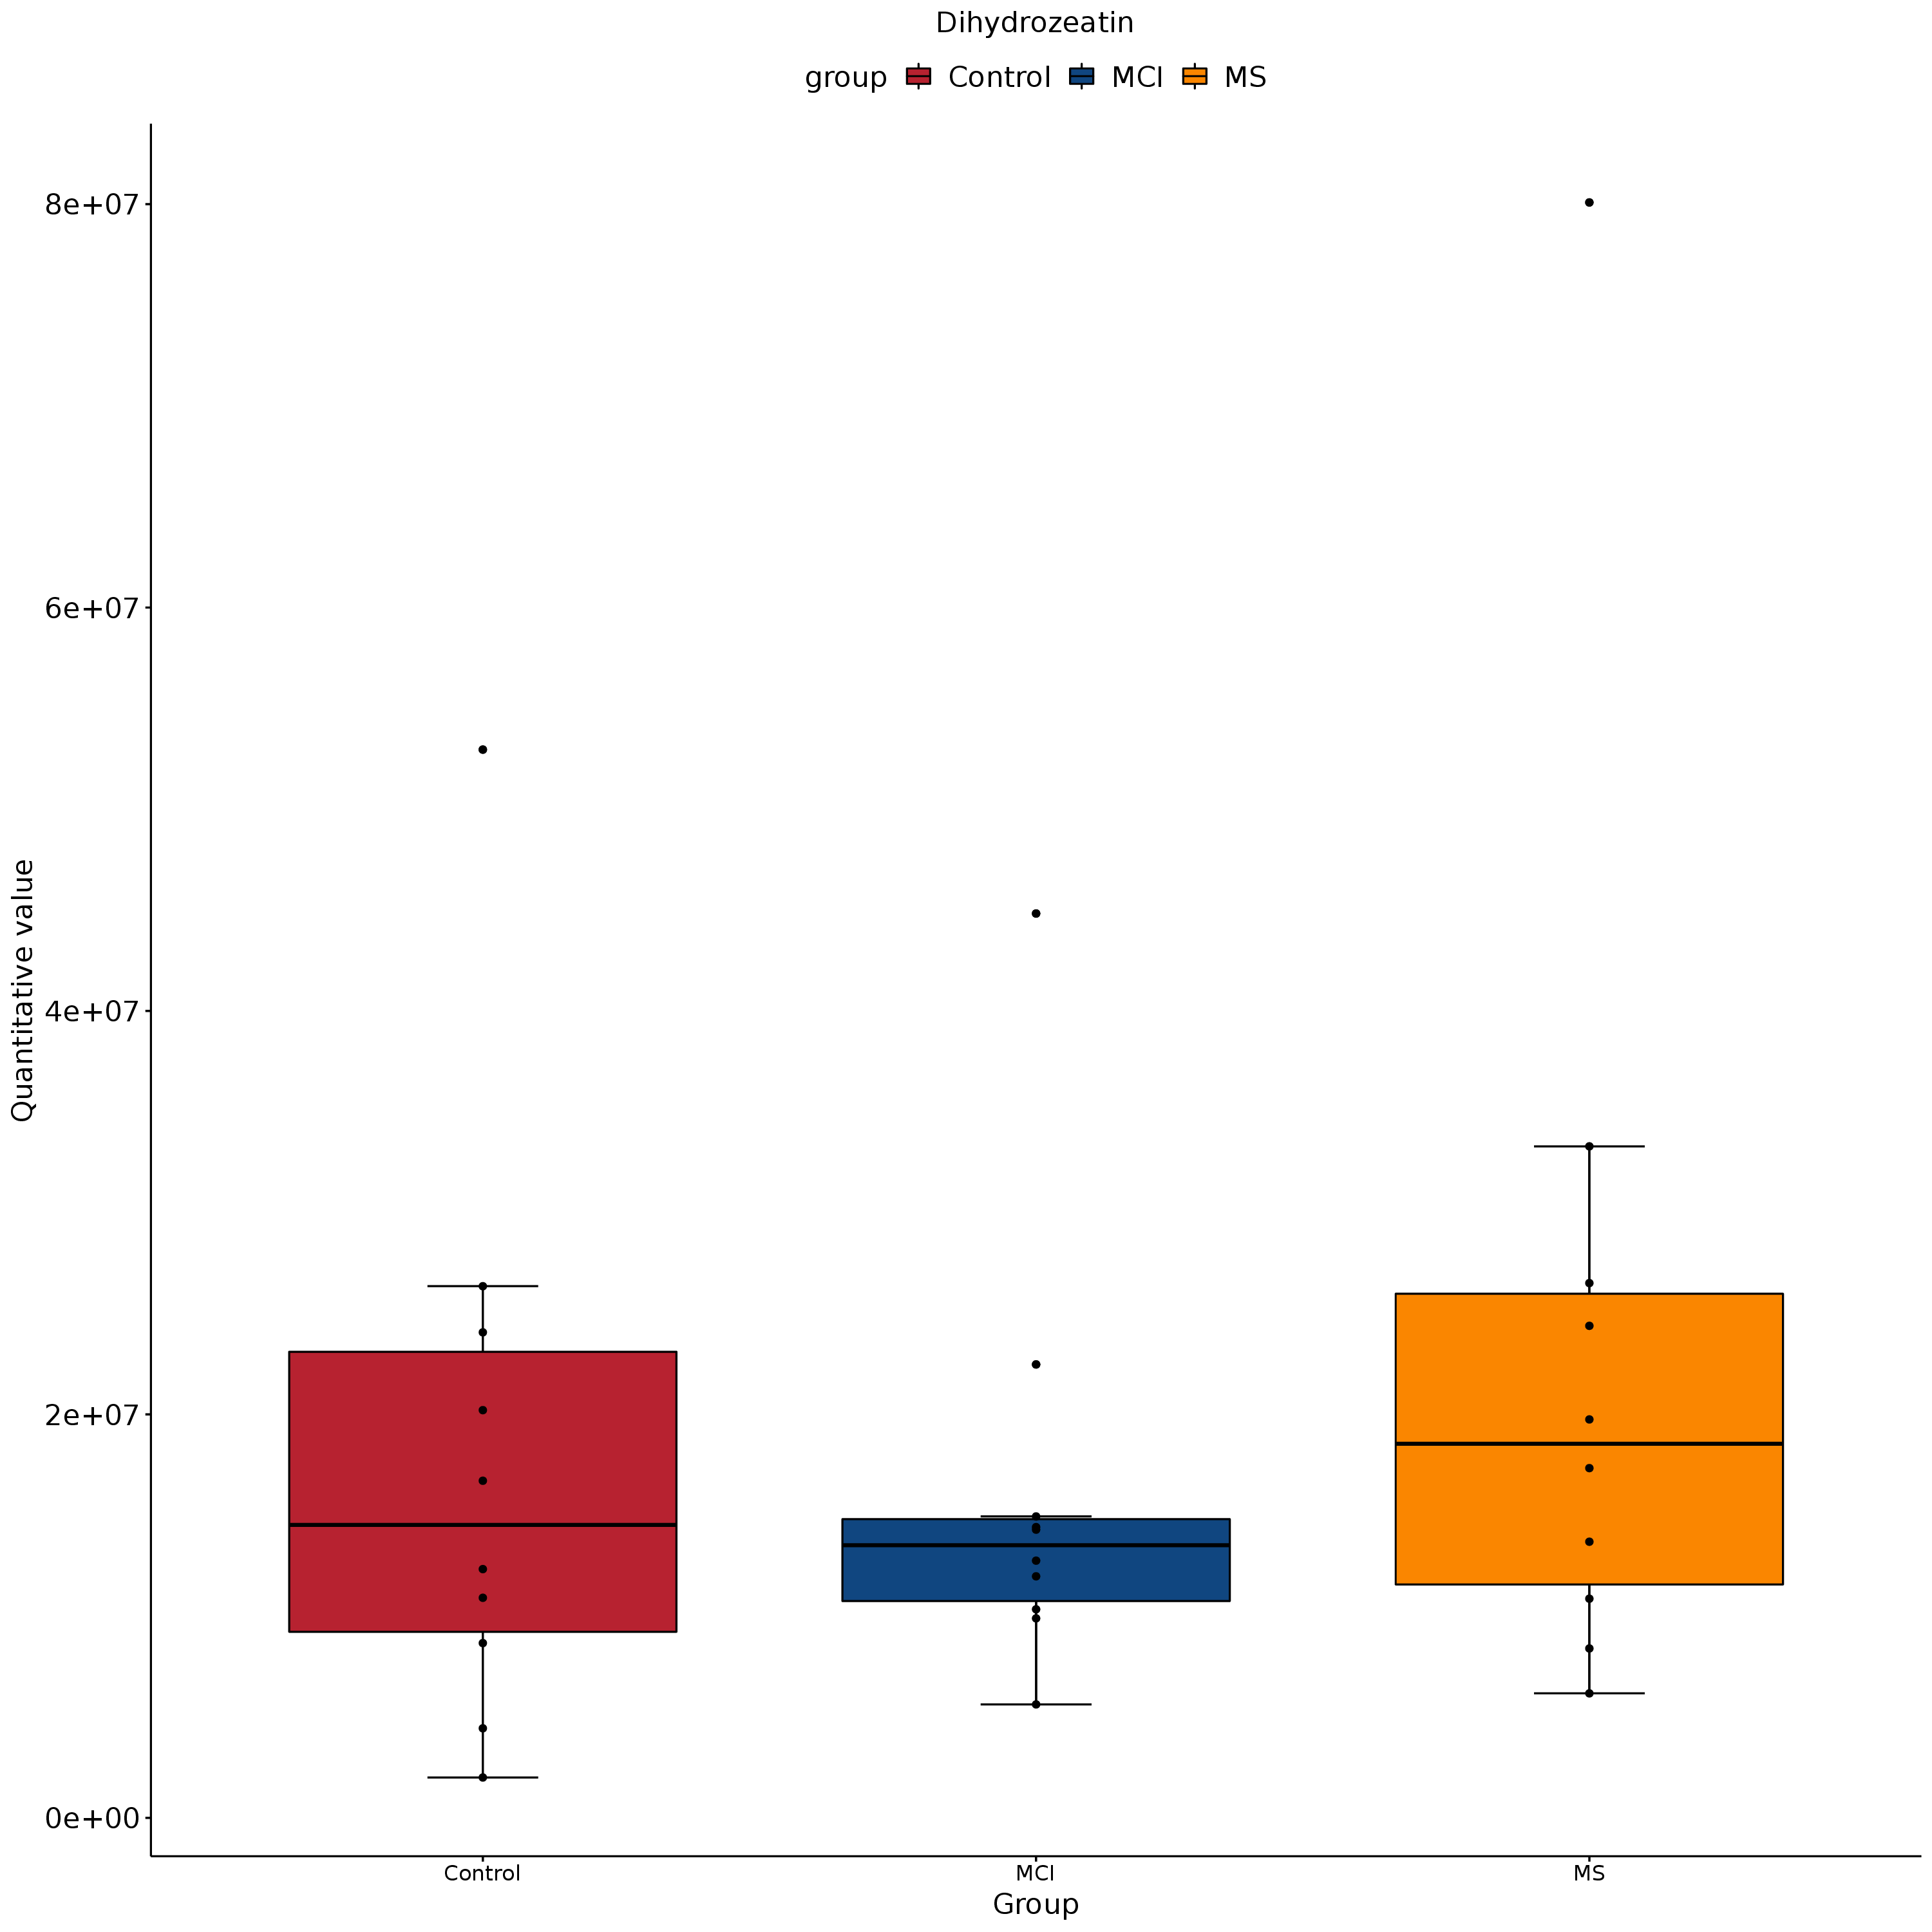 Dihydrozeatin
group Control MCI MS
Quantitative value
8e+07
6e+07
4e+07
2e+07
0e+00
Control MCI MS
Group